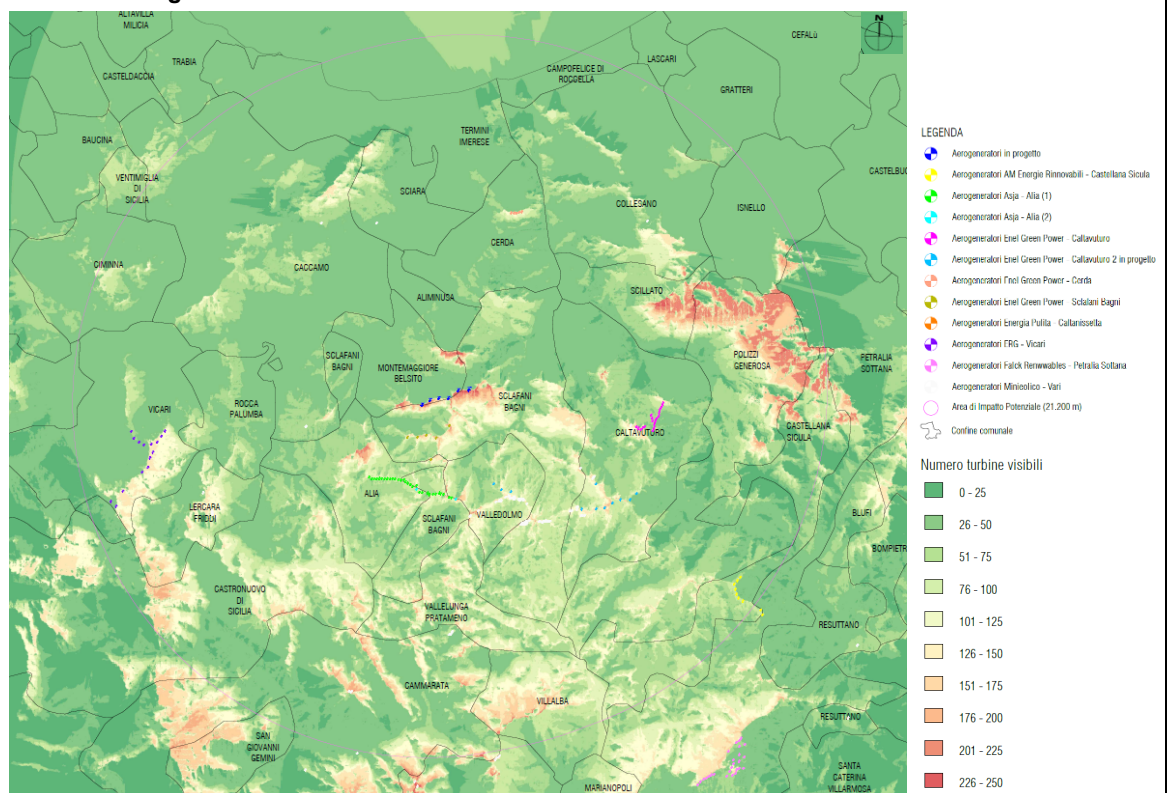 ALTAVILLA
MILICIA
N
CEFALù
LASCARI
TRABIA
CAMPOFELICE DI
ROCCELLA
CASTELDACCIA
GRATTERI
TERMINI
IMERESE
BAUCINA
CASTELBUO
VENTIMIGLIA
DI
SICILIA
SCIARA
COLLESANO
ISNELLO
CERDA
CIMINNA
CACCAMO
SCILLATO
ALIMINUSA
SCLAFANI
BAGNI
MONTEMAGGIORE
BELSITO
POLIZZI
GENEROSA
PETRALIA
SOTTANA
SCLAFANI
BAGNI
VICARI
ROCCA
PALUMBA
CALTAVUTURO
CASTELLANA
SICULA
ALIA
LERCARA
FRIDDI
SCLAFANI
BAGNI
VALLEDOLMO
BLUFI
BOMPIETR
CASTRONUOVO
DI
SICILIA
VALLELUNGA
PRATAMENO
RESUTTANO
CAMMARATA
VILLALBA
RESUTTANO
SAN
GIOVANNI
GEMINI
SANTA
CATERINA
VILLARMOSA
MARIANOPOLI
LEGENDA
Aerogeneratori in progetto
Aerogeneratori AM Energie Rinnovabili - Castellana Sicula
Aerogeneratori Asja - Alia (1)
Aerogeneratori Asja - Alia (2)
Aerogeneratori Enel Green Power - Caltavuturo
Aerogeneratori Enel Green Power - Caltavuturo 2 in progetto
Aerogeneratori Enel Green Power - Cerda
Aerogeneratori Enel Green Power - Sclafani Bagni
Aerogeneratori Energia Pulita - Caltanissetta
Aerogeneratori ERG - Vicari
Aerogeneratori Falck Renwwables - Petralia Sottana
Aerogeneratori Minieolico - Vari
Area di Impatto Potenziale (21.200 m)
Confine comunale
Numero turbine visibili
0 - 25
26 - 50
51 - 75
76 - 100
101 - 125
126 - 150
151 - 175
176 - 200
201 - 225
226 - 250